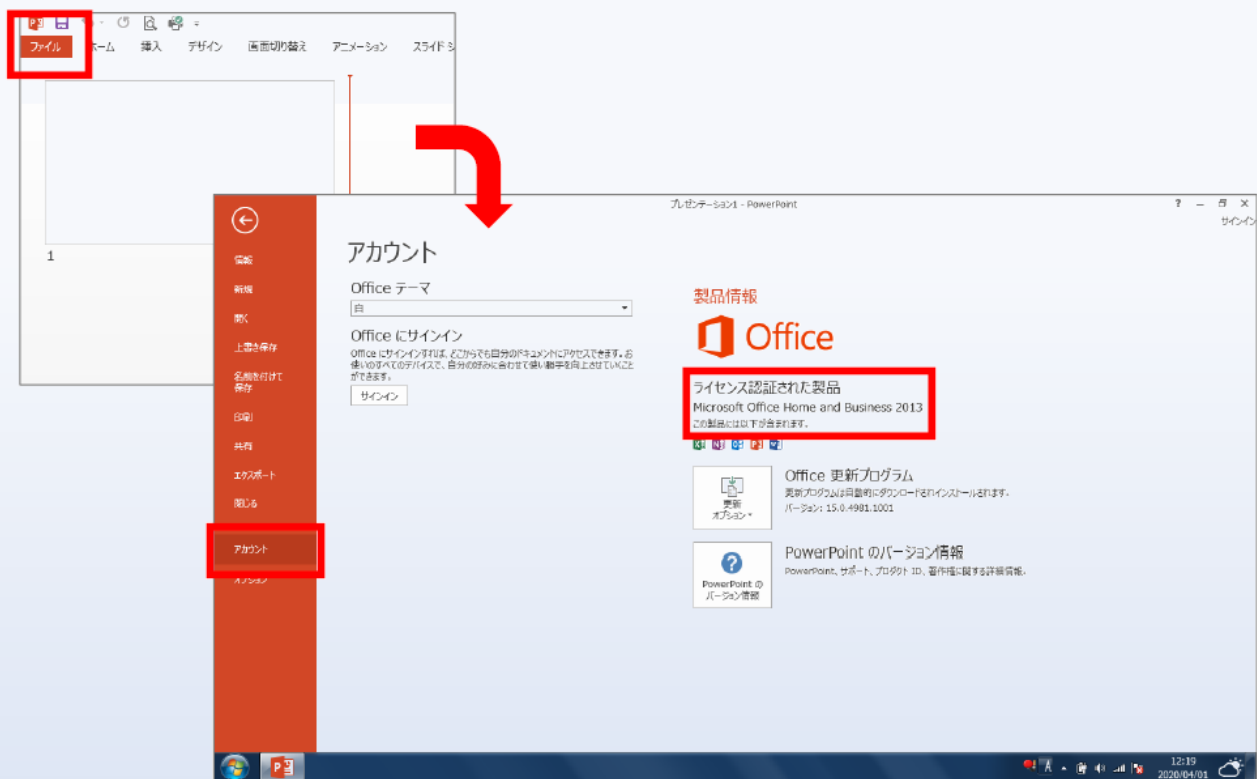 ファイル
ーム 挿入 デザイン 画面切り替え アニメーション スライド シ
1
プレゼンテーション1 - PowerPoint
? – X
サインイン
情報
新規
開く
上書き保存
名前を付けて
保存
印刷
共有
エクスポート
閉じる
アカウント
オプション
アカウント
Office テーマ
白
Office にサインイン
Office にサインインすれば、どこからでも自分のドキュメントにアクセスできます。お
使いのすべてのデバイスで、自分の好みに合わせて使い勝手を向上させていくこと
ができます。
サインイン
製品情報
Office
ライセンス認証された製品
Microsoft Office Home and Business 2013
この製品には以下が含まれます。
更新
オプション
Office 更新プログラム
更新プログラムは自動的にダウンロードされインストールされます。
バージョン: 15.0.4981.1001
PowerPoint の
バージョン情報
PowerPoint のバージョン情報
PowerPoint、サポート、プロダクト ID、著作権に関する詳細情報。
A
12:19
2020/04/01